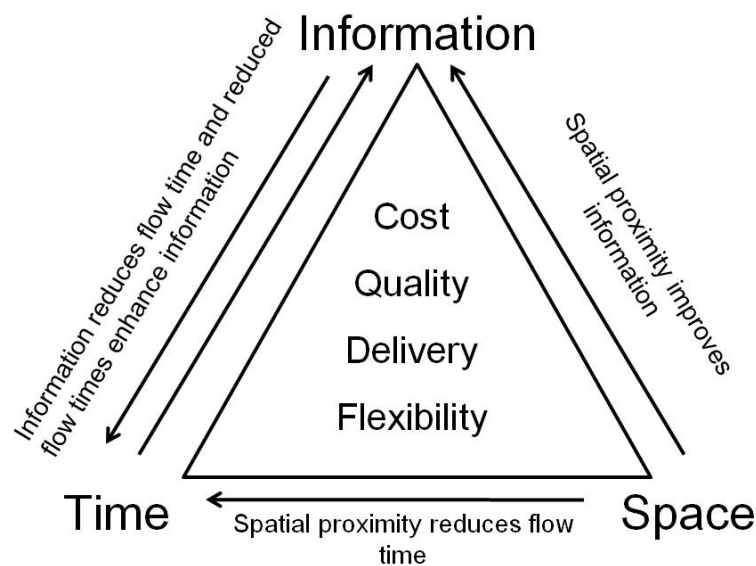 Information
Information reduces flow time and reduced
flow times enhance information
Spatial proximity improves
information
Cost
Quality
Delivery
Flexibility
Time
Space
Spatial proximity reduces flow
time